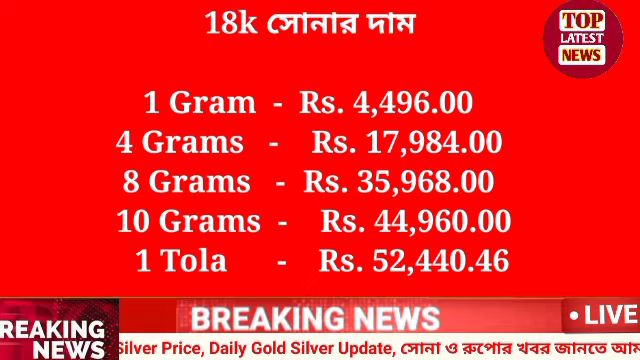 18k সোনার দাম
TOP
LATEST
NEWS
1 Gram - Rs. 4,496.00
4 Grams - Rs. 17,984.00
8 Grams - Rs. 35,968.00
10 Grams - Rs. 44,960.00
1 Tola - Rs. 52,440.46
BREAKING NEWS
• LIVE
REAKING
NEWS
Silver Price, Daily Gold Silver Update, সোনা ও রুপোর খবর জানতে আ